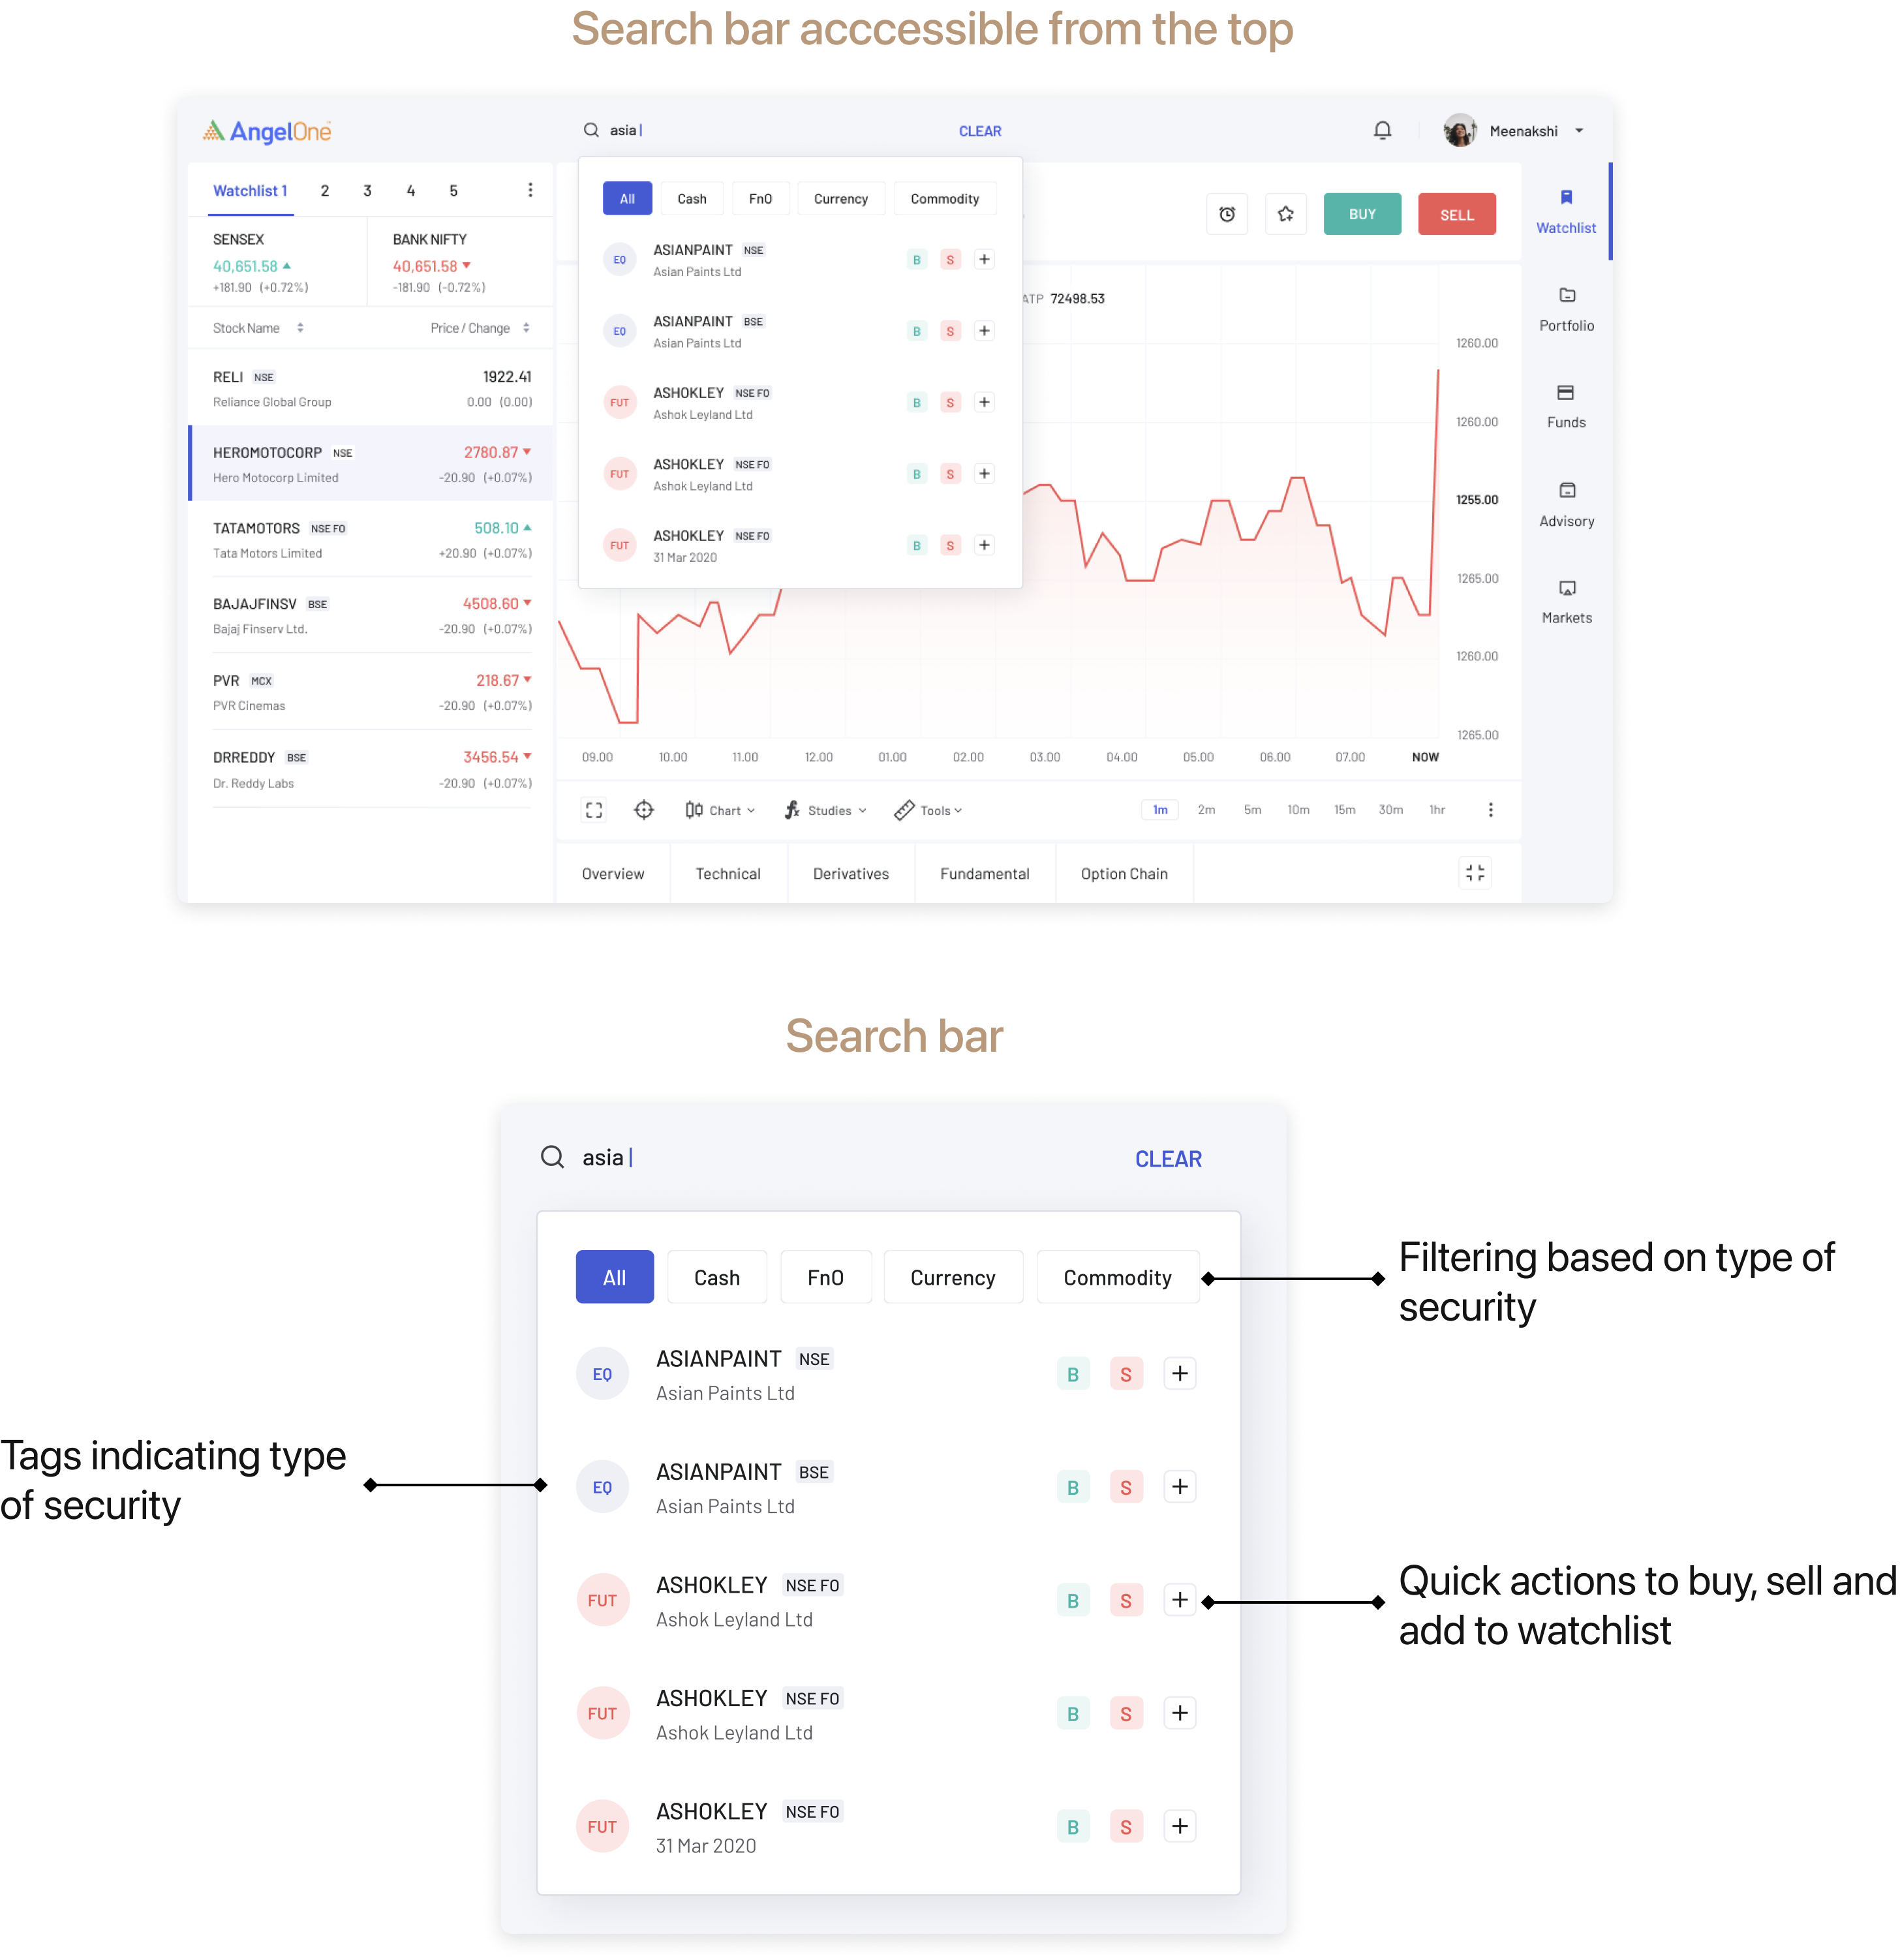 Search bar acccessible from the top
AngelOne
asia
CLEAR
Meenakshi
Watchlist 1 2 3 4 5
All Cash FnO Currency Commodity
BUY SELL
Watchlist
SENSEX BANK NIFTY
40,651.58 40,651.58
+181.90 (+0.72%) -181.90 (-0.72%)
ASIANPAINT NSE
Asian Paints Ltd
B S +
ASIANPAINT BSE
Asian Paints Ltd
B S +
ASHOKLEY NSE FO
Ashok Leyland Ltd
B S +
ASHOKLEY NSE FO
Ashok Leyland Ltd
B S +
ASHOKLEY NSE FO
31 Mar 2020
B S +
EQ
EQ
FUT
FUT
FUT
Stock Name Price / Change
RELI NSE 1922.41
Reliance Global Group 0.00 (0.00)
HEROMOTOCORP NSE 2780.87
Hero Motocorp Limited -20.90 (+0.07%)
TATAMOTORS NSE FO 508.10
Tata Motors Limited +20.90 (+0.07%)
BAJAJFINSV BSE 4508.60
Bajaj Finserv Ltd. -20.90 (+0.07%)
PVR MCX 218.67
PVR Cinemas -20.90 (+0.07%)
DRREDDY BSE 3456.54
Dr. Reddy Labs -20.90 (+0.07%)
ATP 72498.53
1260.00
1260.00
1255.00
1265.00
1260.00
1265.00
Portfolio
Funds
Advisory
Markets
09.00 10.00 11.00 12.00 01.00 02.00 03.00 04.00 05.00 06.00 07.00 NOW
Chart Studies Tools 1m 2m 5m 10m 15m 30m 1hr
Overview Technical Derivatives Fundamental Option Chain
Search bar
asia
CLEAR
All Cash FnO Currency Commodity
Filtering based on type of
security
EQ ASIANPAINT NSE B S +
Asian Paints Ltd
Tags indicating type
of security
EQ ASIANPAINT BSE B S +
Asian Paints Ltd
FUT ASHOKLEY NSE FO B S +
Ashok Leyland Ltd
Quick actions to buy, sell and
add to watchlist
FUT ASHOKLEY NSE FO B S +
Ashok Leyland Ltd
FUT ASHOKLEY NSE FO B S +
31 Mar 2020